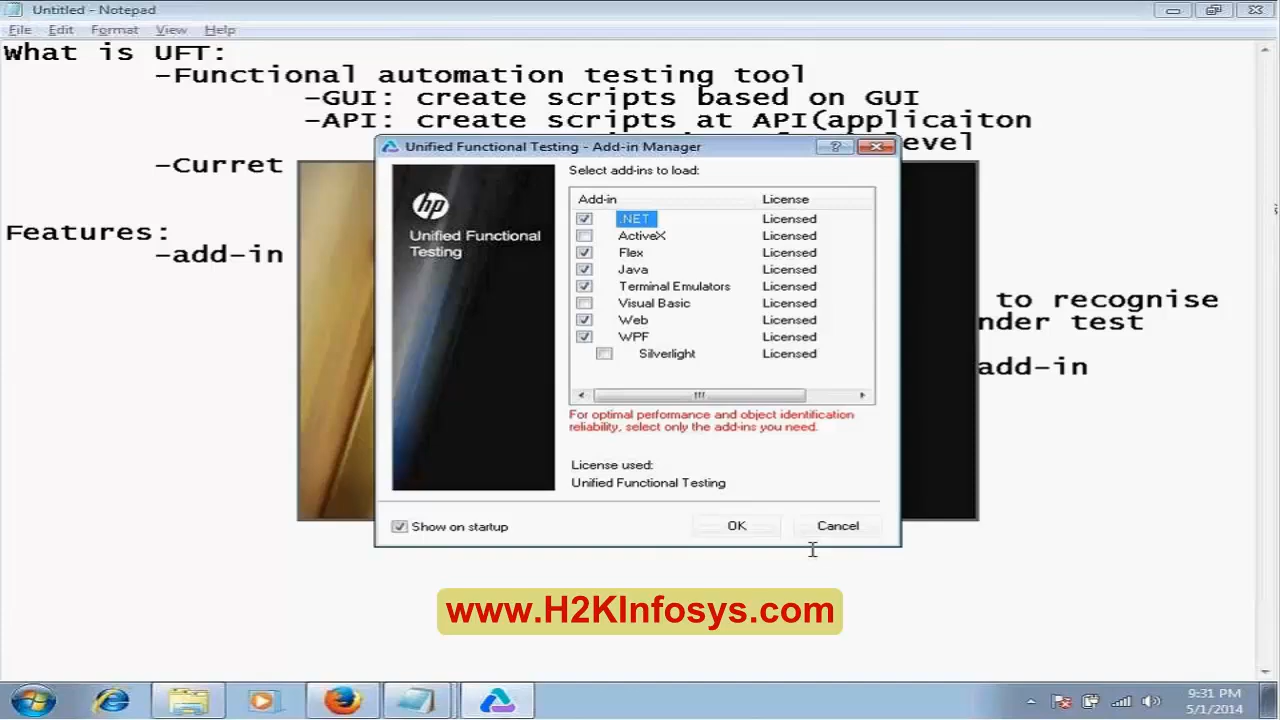 Untitled - Notepad
File Edit Format View Help
What is UFT:
-Functional automation testing tool
-GUI: create scripts based on GUI
-API: create scripts at API(applicaiton
level
-Curret
Features:
-add-in
to recognise
nder test
add-in
Unified Functional Testing - Add-in Manager
?
hp
Unified Functional
Testing
Select add-ins to load:
Add-in License
.NET Licensed
ActiveX Licensed
Flex Licensed
Java Licensed
Terminal Emulators Licensed
Visual Basic Licensed
Web Licensed
WPF Licensed
Silverlight Licensed
For optimal performance and object identification
reliability, select only the add-ins you need.
License used:
Unified Functional Testing
Show on startup
OK Cancel
www.H2KInfosys.com
9:31 PM
5/1/2014